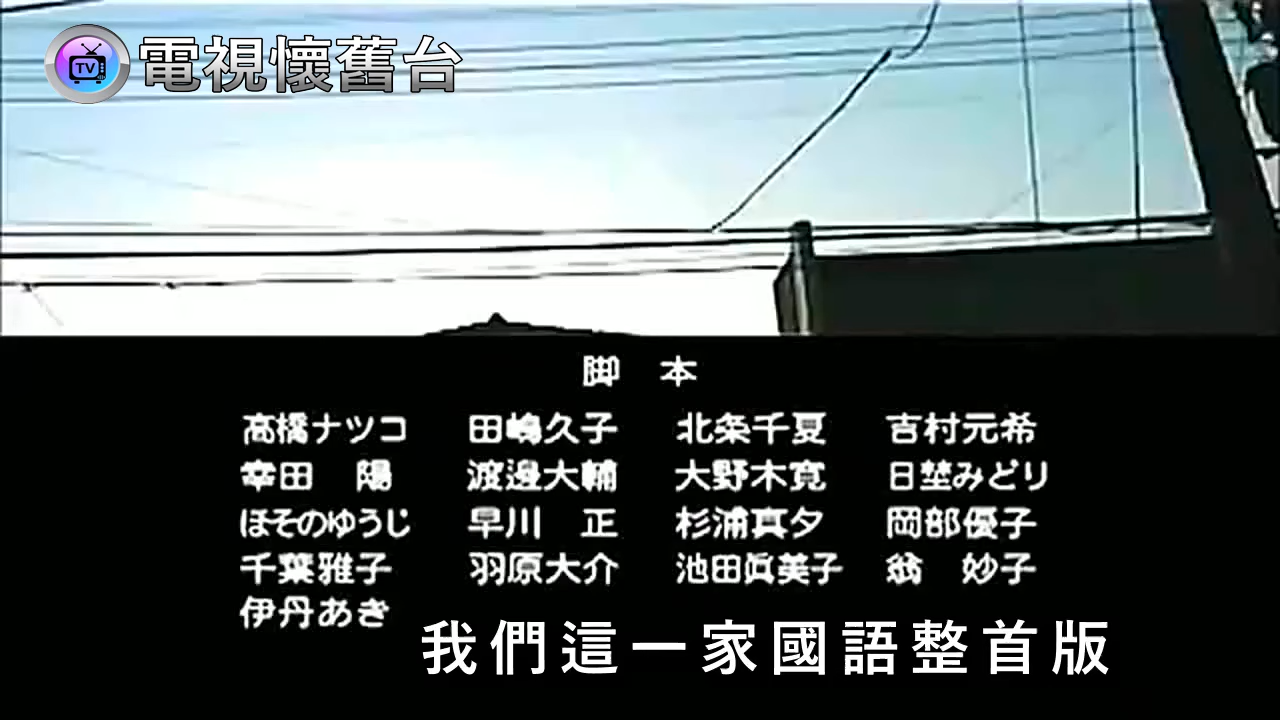 TV
電視懷舊台
脚 本
高橋ナツコ 田嶋久子 北条千夏 吉村元希
幸田 陽 渡邊大輔 大野木寛 日埜みどり
ほそのゆうじ 早川 正 杉浦真夕 岡部優子
千葉雅子 羽原大介 池田眞美子 翁 妙子
伊丹あき
我們這一家國語整首版